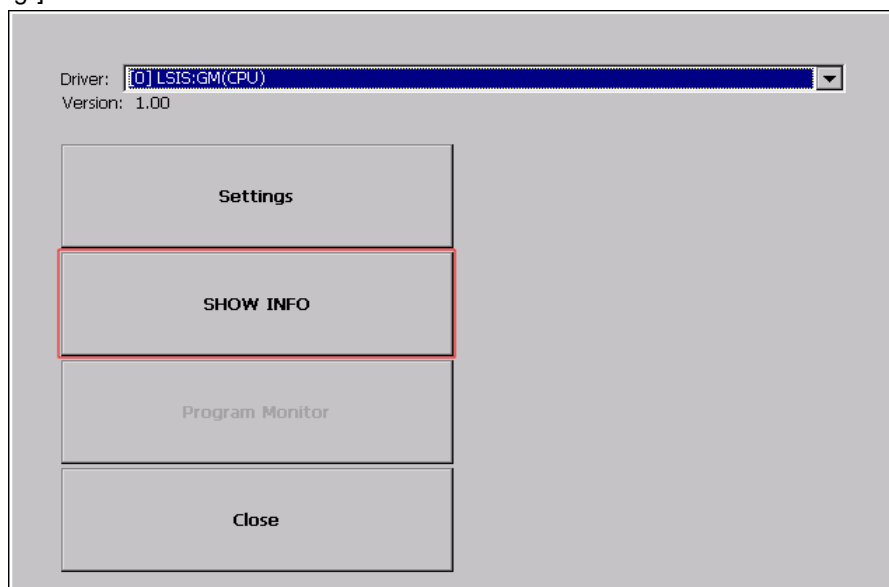 Driver: [0] LSIS:GM(CPU)
Version: 1.00
Settings
SHOW INFO
Program Monitor
Close